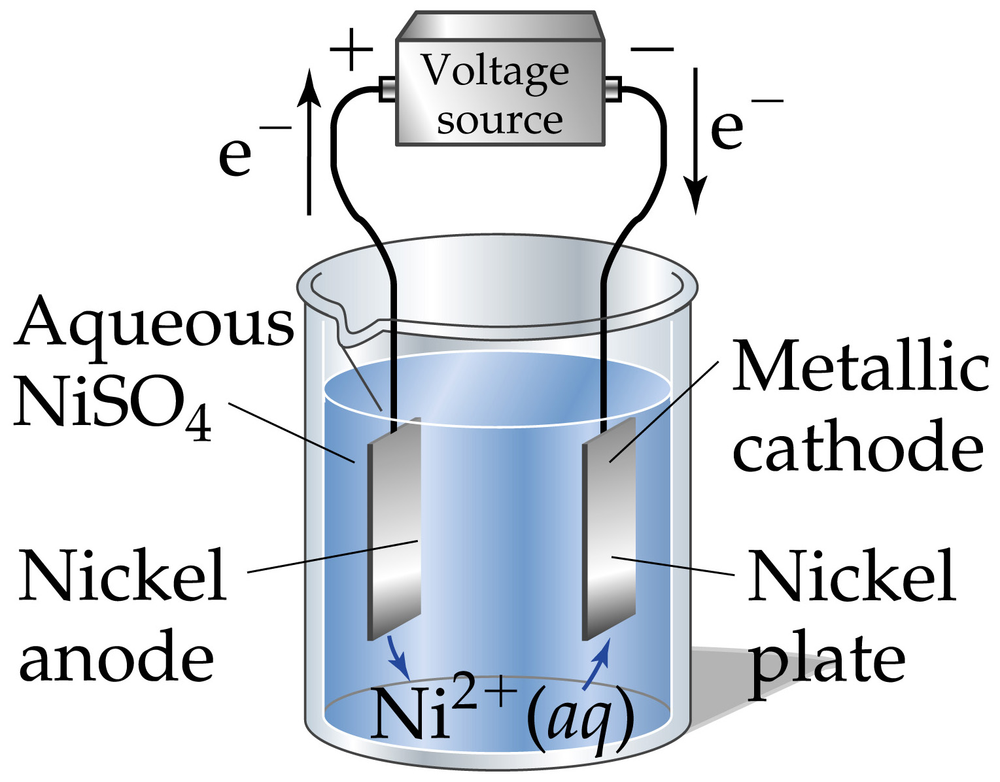 +
−
Voltage
source
e⁻
e⁻
Aqueous
NiSO₄
Metallic
cathode
Nickel
anode
Nickel
plate
Ni²⁺(aq)